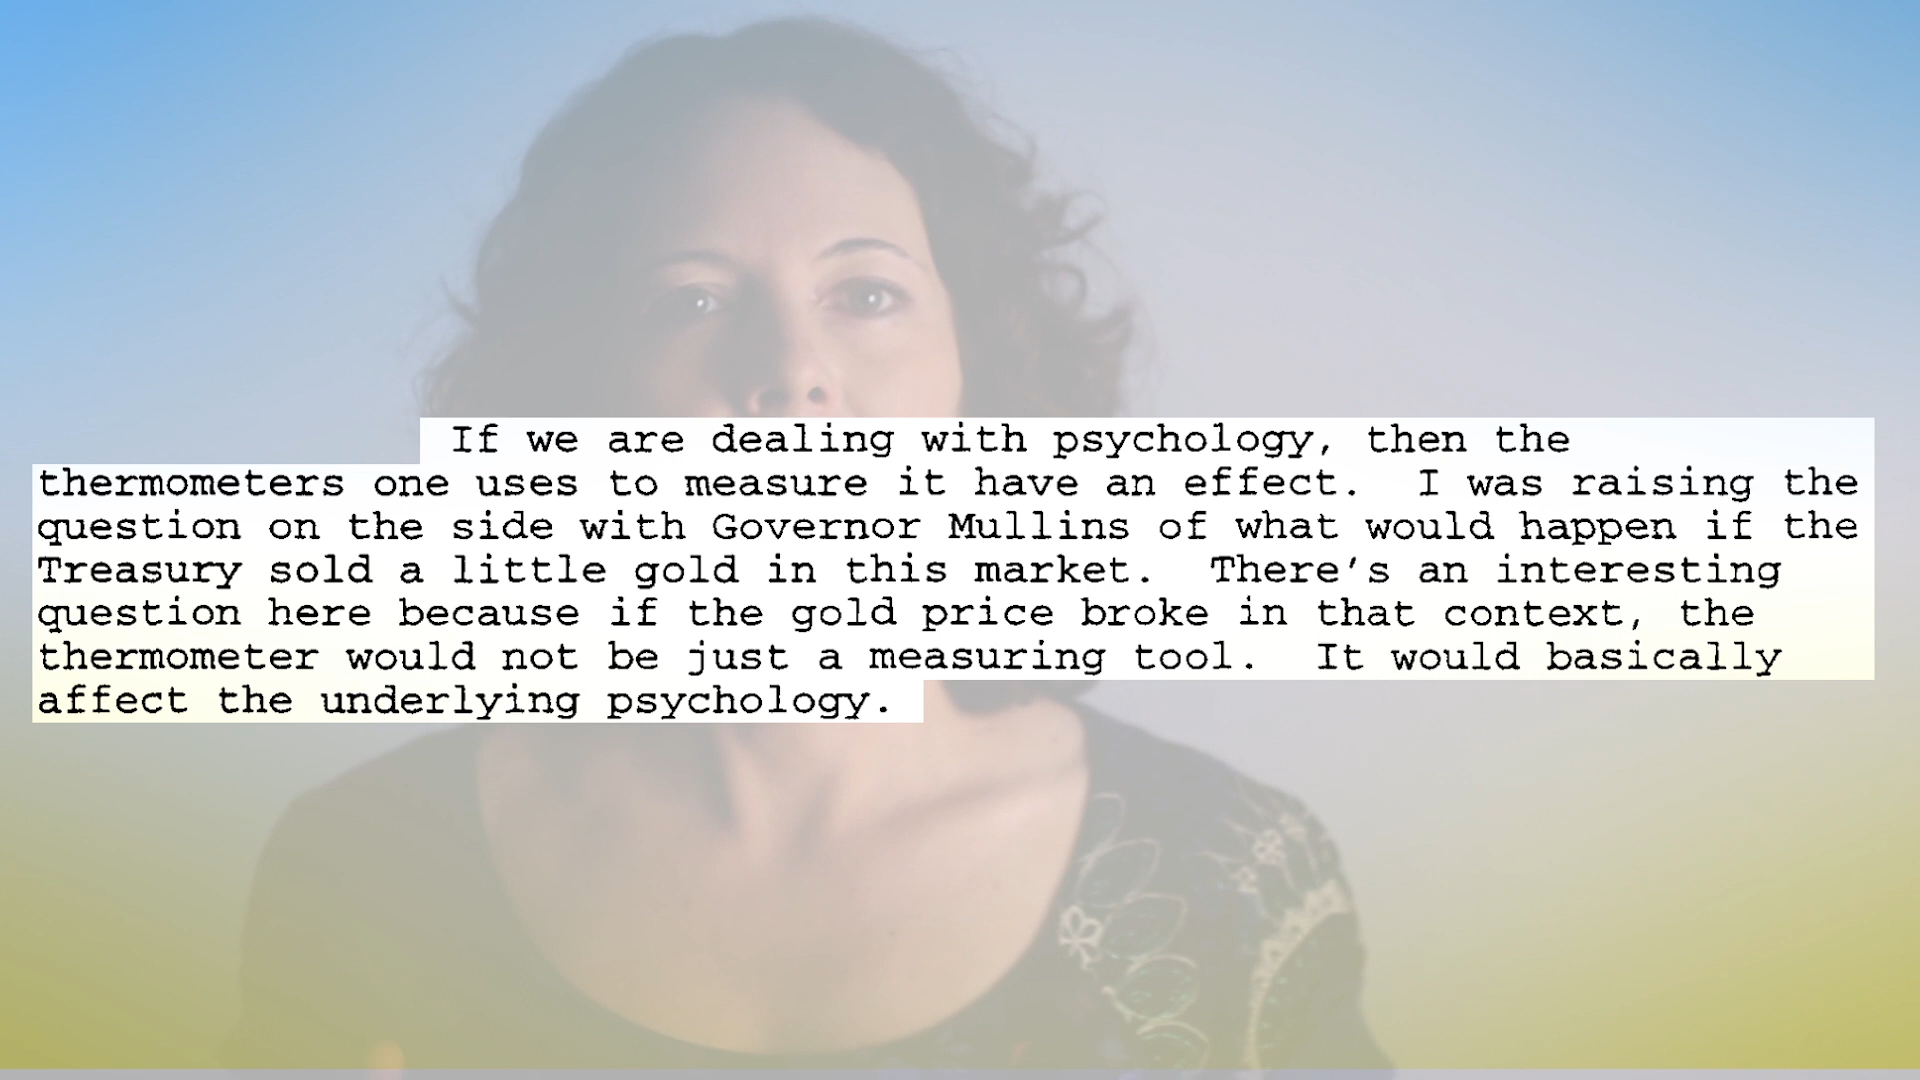 If we are dealing with psychology, then the
thermometers one uses to measure it have an effect. I was raising the
question on the side with Governor Mullins of what would happen if the
Treasury sold a little gold in this market. There's an interesting
question here because if the gold price broke in that context, the
thermometer would not be just a measuring tool. It would basically
affect the underlying psychology.